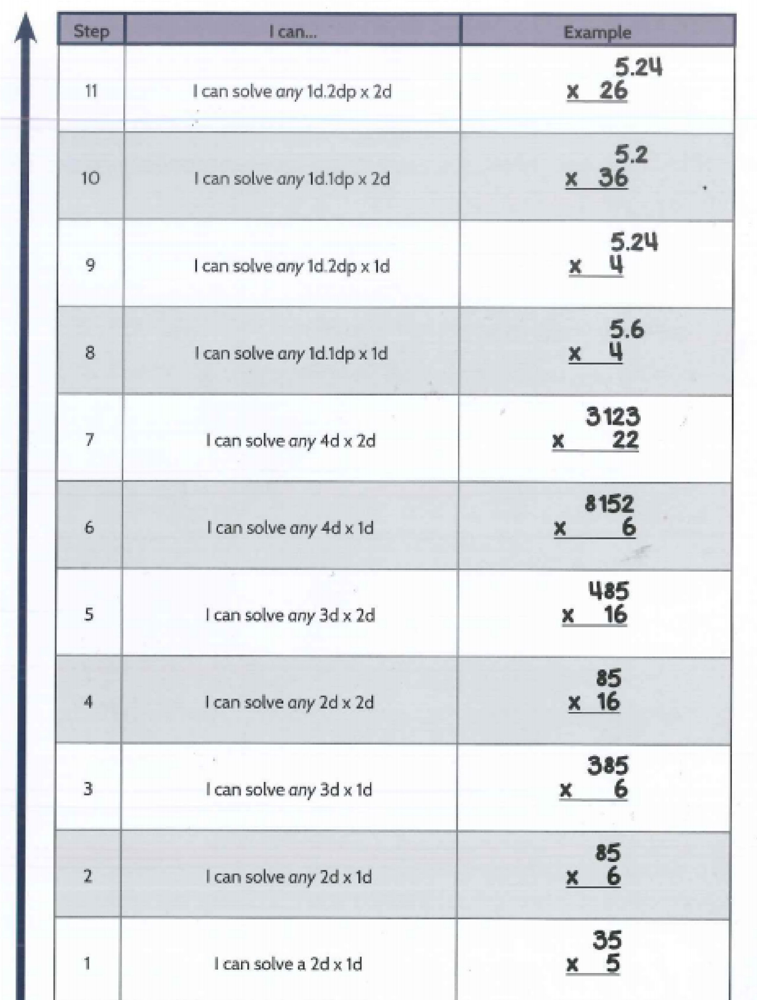 Step I can... Example
5.24
11 I can solve any 1d.2dp x 2d x 26
5.2
10 I can solve any 1d.1dp x 2d x 36
5.24
9 I can solve any 1d.2dp x 1d x 4
5.6
8 I can solve any 1d.1dp x 1d x 4
3123
7 I can solve any 4d x 2d x 22
8152
6 I can solve any 4d x 1d x 6
485
5 I can solve any 3d x 2d x 16
85
4 I can solve any 2d x 2d x 16
385
3 I can solve any 3d x 1d x 6
85
2 I can solve any 2d x 1d x 6
35
1 I can solve a 2d x 1d x 5